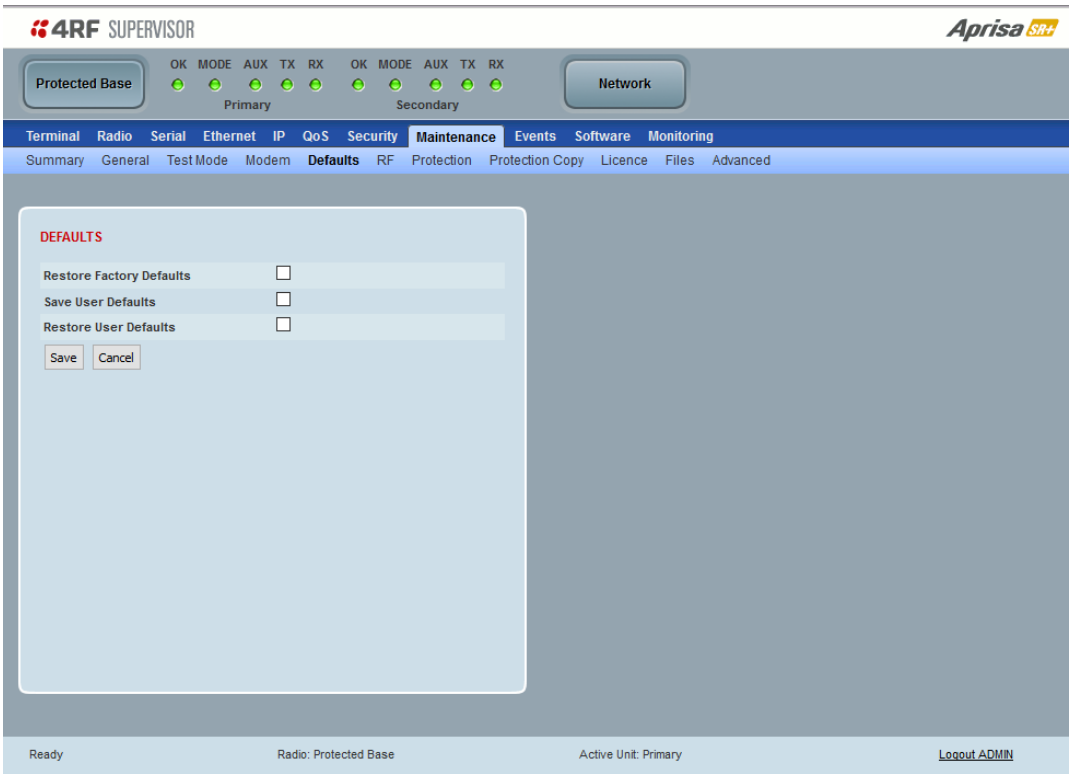 4RF SUPERVISOR
Aprisa SR+
OK MODE AUX TX RX OK MODE AUX TX RX
Protected Base
Network
Primary Secondary
Terminal Radio Serial Ethernet IP QoS Security Maintenance Events Software Monitoring
Summary General Test Mode Modem Defaults RF Protection Protection Copy Licence Files Advanced
DEFAULTS
Restore Factory Defaults
Save User Defaults
Restore User Defaults
Save Cancel
Ready Radio: Protected Base Active Unit: Primary Logout ADMIN